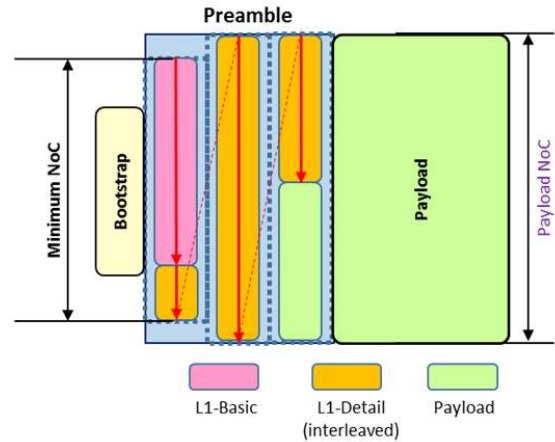 Preamble
Minimum NoC
Bootstrap
Payload
Payload NoC
L1-Basic
L1-Detail
(interleaved)
Payload